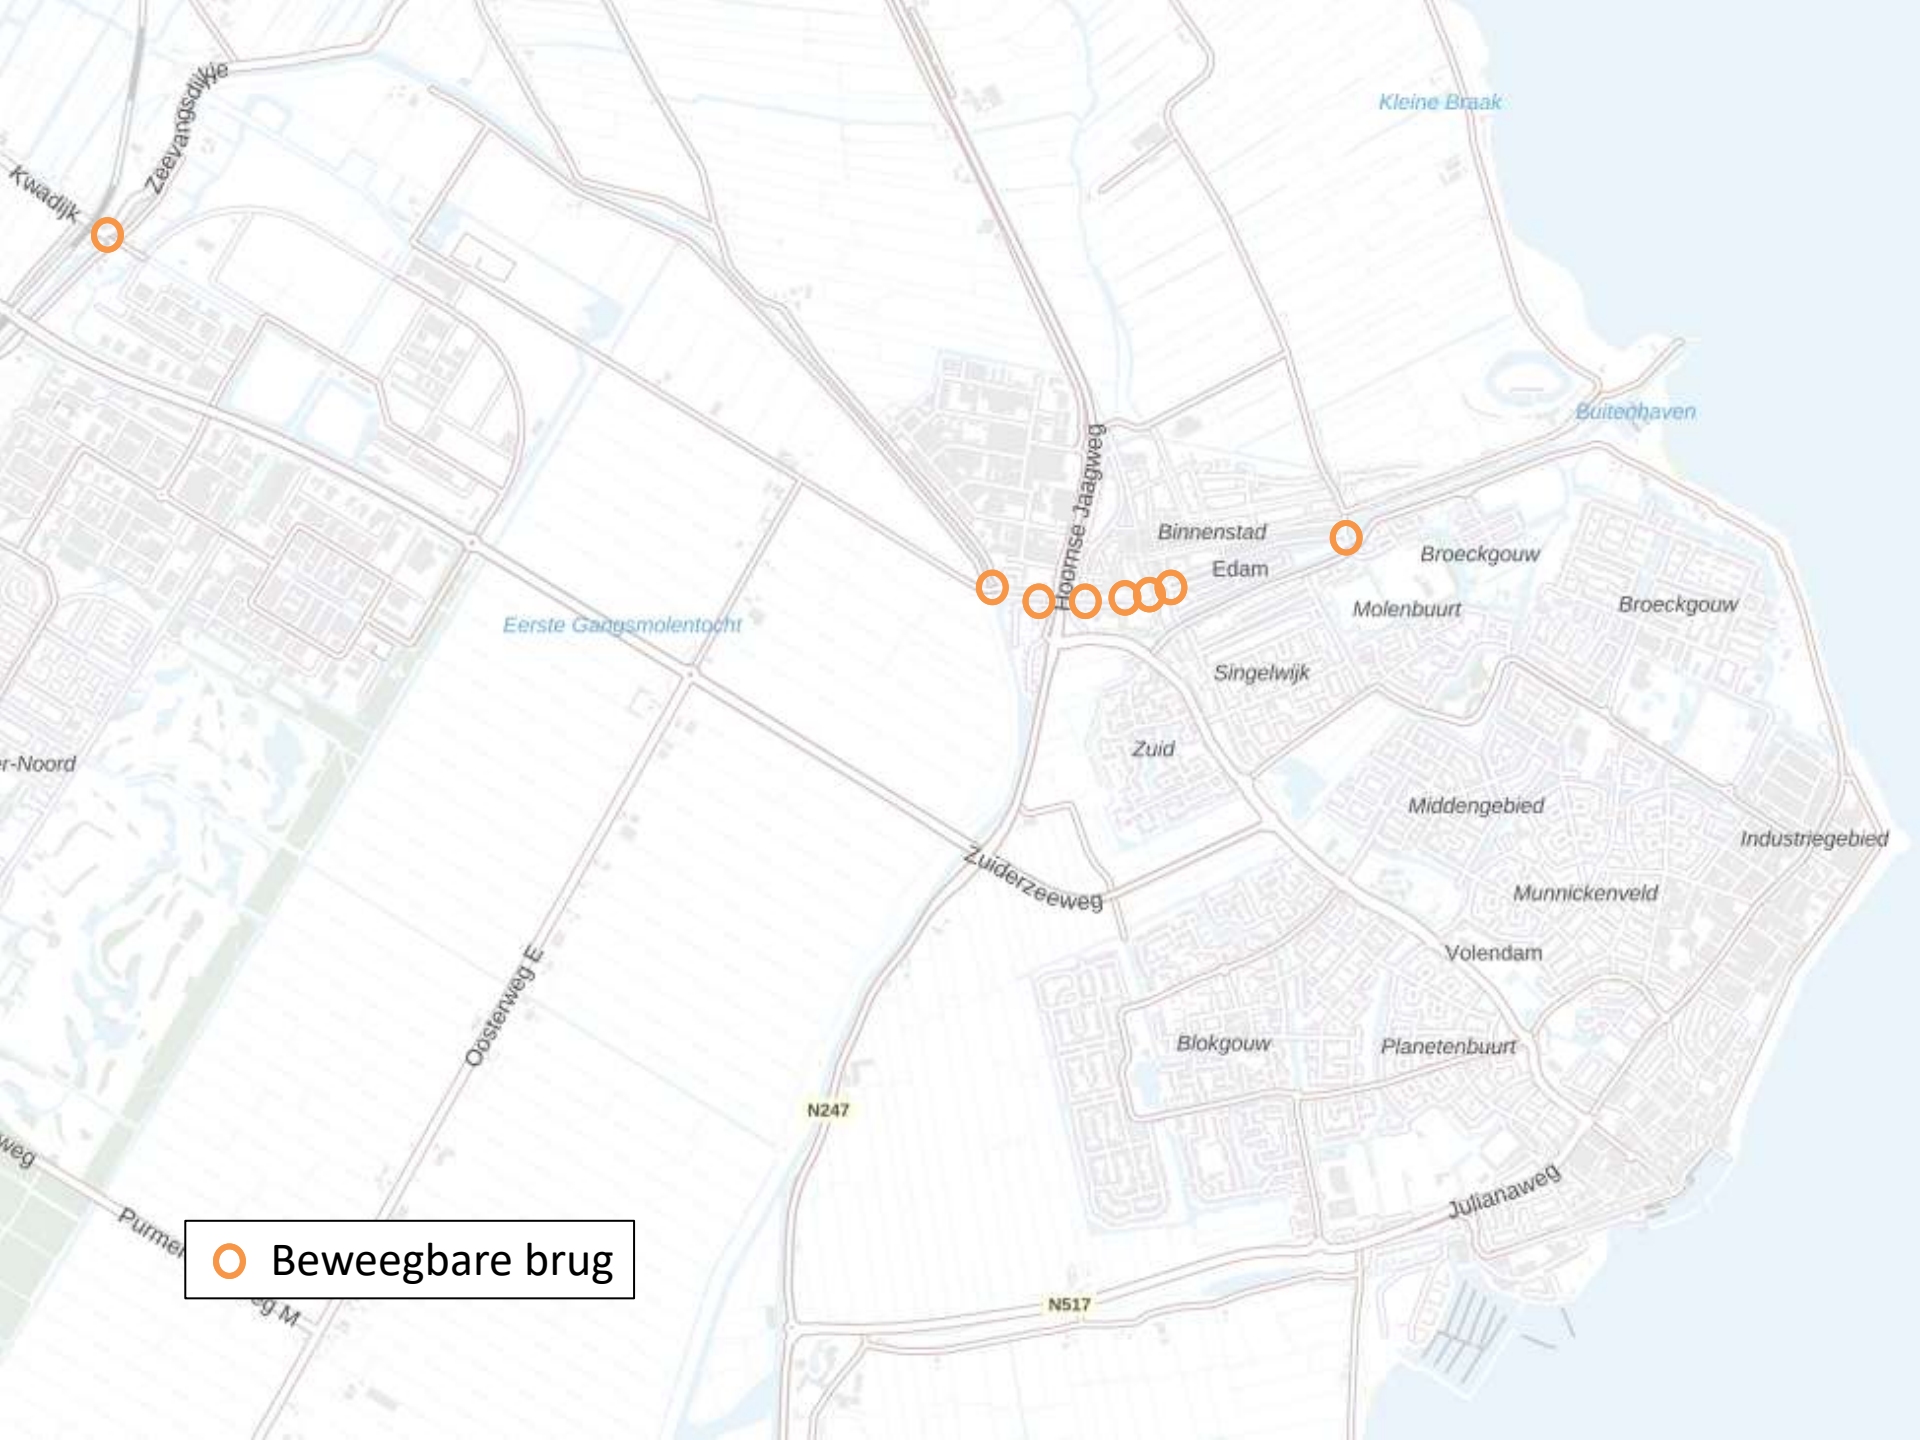 Zeevangsdijkje
Kleine Braak
Kwadijk
Buitenhaven
Hoornse Jaagweg
Binnenstad
Edam
Broeckgouw
Molenbuurt
Broeckgouw
Eerste Gangsmolentocht
Singelwijk
Zuid
r-Noord
Middengebied
Industriegebied
Zuiderzeeweg
Munnickenveld
Volendam
Oosterweg E
Blokgouw
Planetenbuurt
N247
weg
Julianaweg
Purmer
eg M
Beweegbare brug
N517